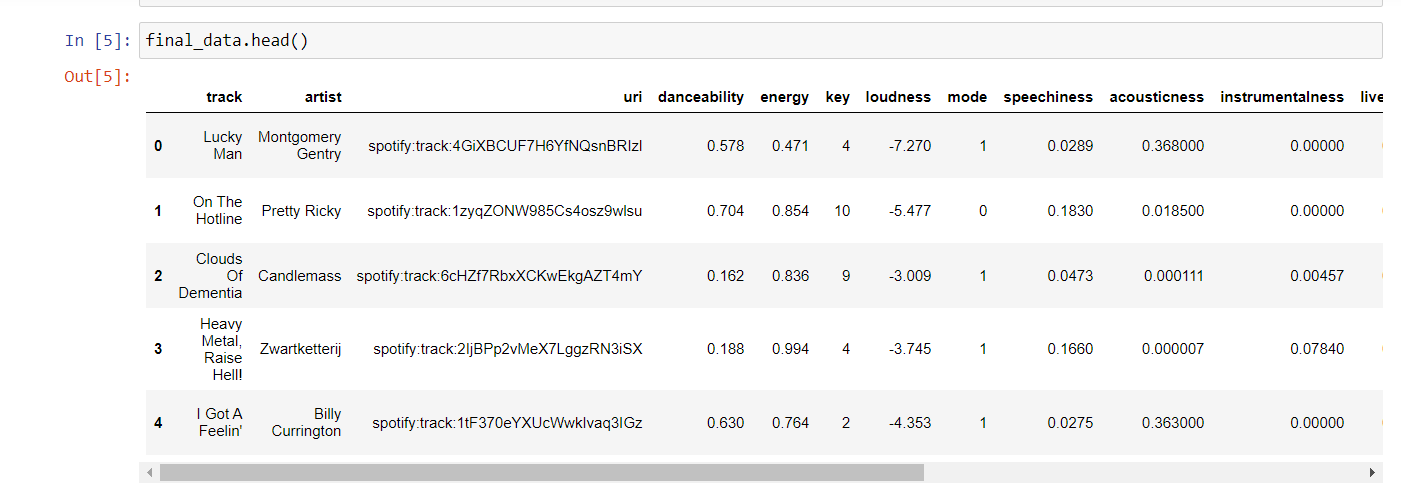 In [5]: final_data.head()
Out[5]:
track artist uri danceability energy key loudness mode speechiness acousticness instrumentalness live
0 Lucky Man Montgomery Gentry spotify:track:4GiXBCUF7H6YfNQsnBRIzl 0.578 0.471 4 -7.270 1 0.0289 0.368000 0.00000
1 On The Hotline Pretty Ricky spotify:track:1zyqZONW985Cs4osz9wlsu 0.704 0.854 10 -5.477 0 0.1830 0.018500 0.00000
2 Clouds Of Dementia Candlemass spotify:track:6cHZf7RbxXCKwEkgAZT4mY 0.162 0.836 9 -3.009 1 0.0473 0.000111 0.00457
3 Heavy Metal, Raise Hell! Zwartketterij spotify:track:2IjBPp2vMeX7LggzRN3iSX 0.188 0.994 4 -3.745 1 0.1660 0.000007 0.07840
4 I Got A Feelin' Billy Currington spotify:track:1tF370eYXUcWwkIvaq3IGz 0.630 0.764 2 -4.353 1 0.0275 0.363000 0.00000